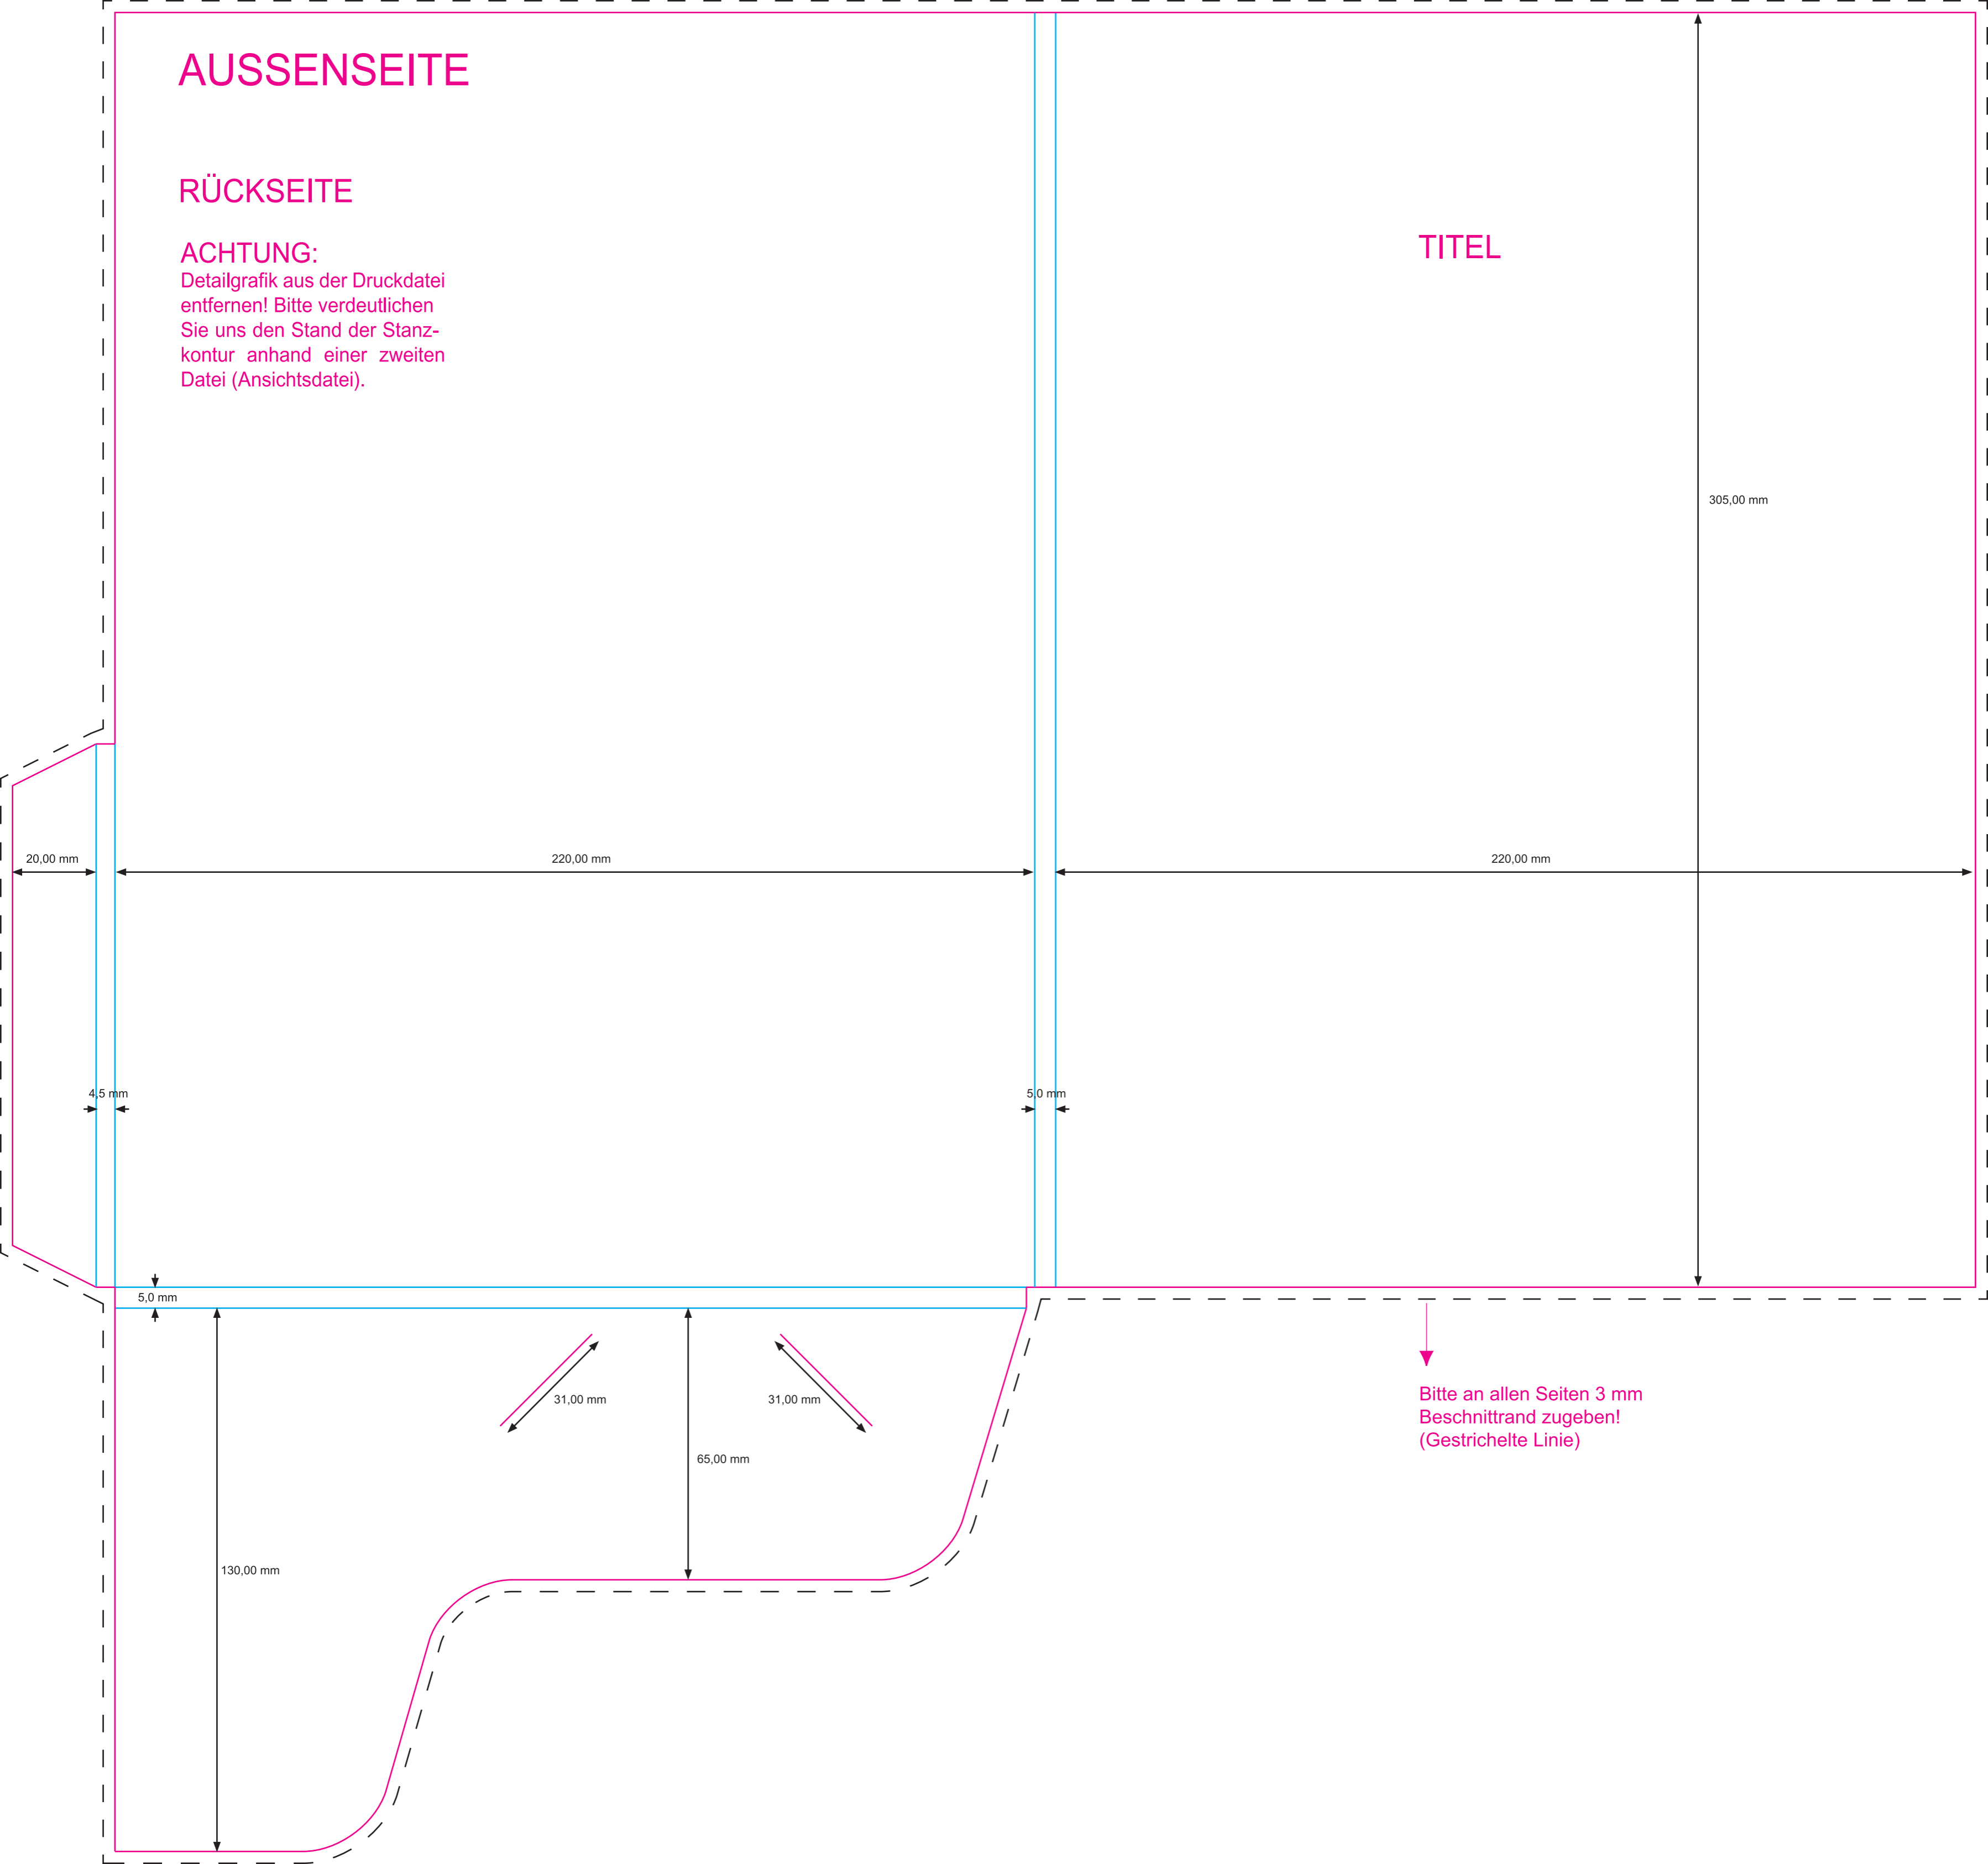 AUSSENSEITE
RÜCKSEITE
ACHTUNG:
Detailgrafik aus der Druckdatei
entfernen! Bitte verdeutlichen
Sie uns den Stand der Stanz-
kontur anhand einer zweiten
Datei (Ansichtsdatei).
TITEL
305,00 mm
20,00 mm
220,00 mm
220,00 mm
4,5 mm
5,0 mm
5,0 mm
31,00 mm
31,00 mm
65,00 mm
130,00 mm
Bitte an allen Seiten 3 mm
Beschnittrand zugeben!
(Gestrichelte Linie)